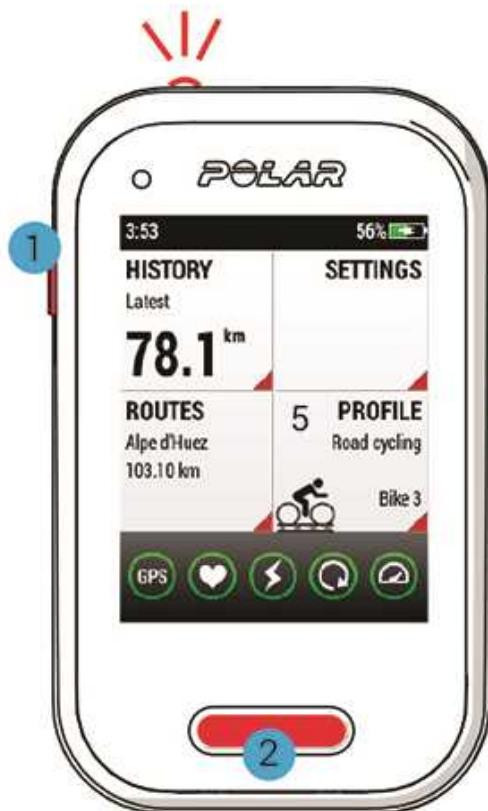 POLAR
1
3:53 56%
HISTORY
Latest
78.1 km
SETTINGS
ROUTES
Alpe d'Huez
103.10 km
5 PROFILE
Road cycling
Bike 3
GPS
2